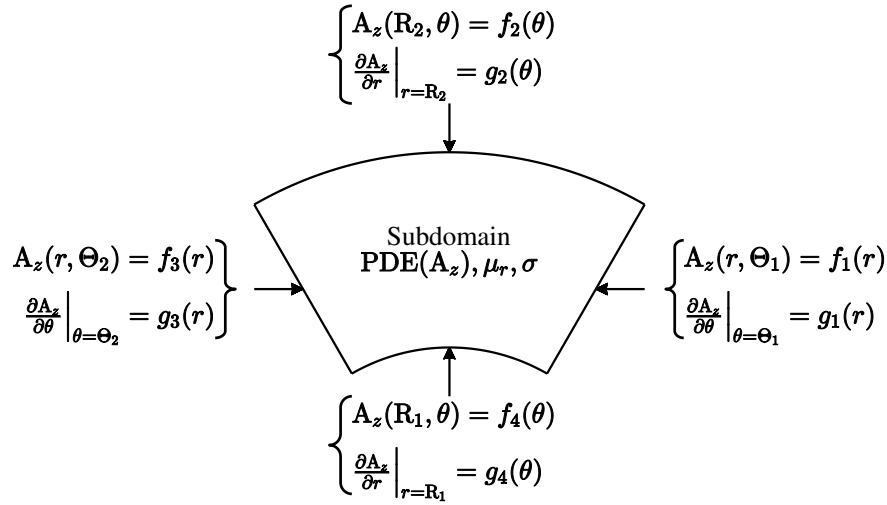 A_z(R_2, θ) = f_2(θ)
∂A_z/∂r |_{r=R_2} = g_2(θ)
Subdomain
PDE(A_z), μ_r, σ
A_z(r, Θ_2) = f_3(r)
∂A_z/∂θ |_{θ=Θ_2} = g_3(r)
A_z(r, Θ_1) = f_1(r)
∂A_z/∂θ |_{θ=Θ_1} = g_1(r)
A_z(R_1, θ) = f_4(θ)
∂A_z/∂r |_{r=R_1} = g_4(θ)